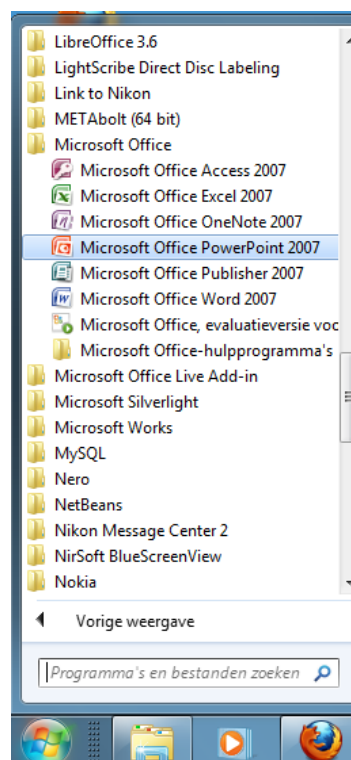 LibreOffice 3.6
LightScribe Direct Disc Labeling
Link to Nikon
METAbolt (64 bit)
Microsoft Office
Microsoft Office Access 2007
Microsoft Office Excel 2007
Microsoft Office OneNote 2007
Microsoft Office PowerPoint 2007
Microsoft Office Publisher 2007
Microsoft Office Word 2007
Microsoft Office, evaluatieversie voc
Microsoft Office-hulpprogramma's
Microsoft Office Live Add-in
Microsoft Silverlight
Microsoft Works
MySQL
Nero
NetBeans
Nikon Message Center 2
NirSoft BlueScreenView
Nokia
Vorige weergave
Programma's en bestanden zoeken